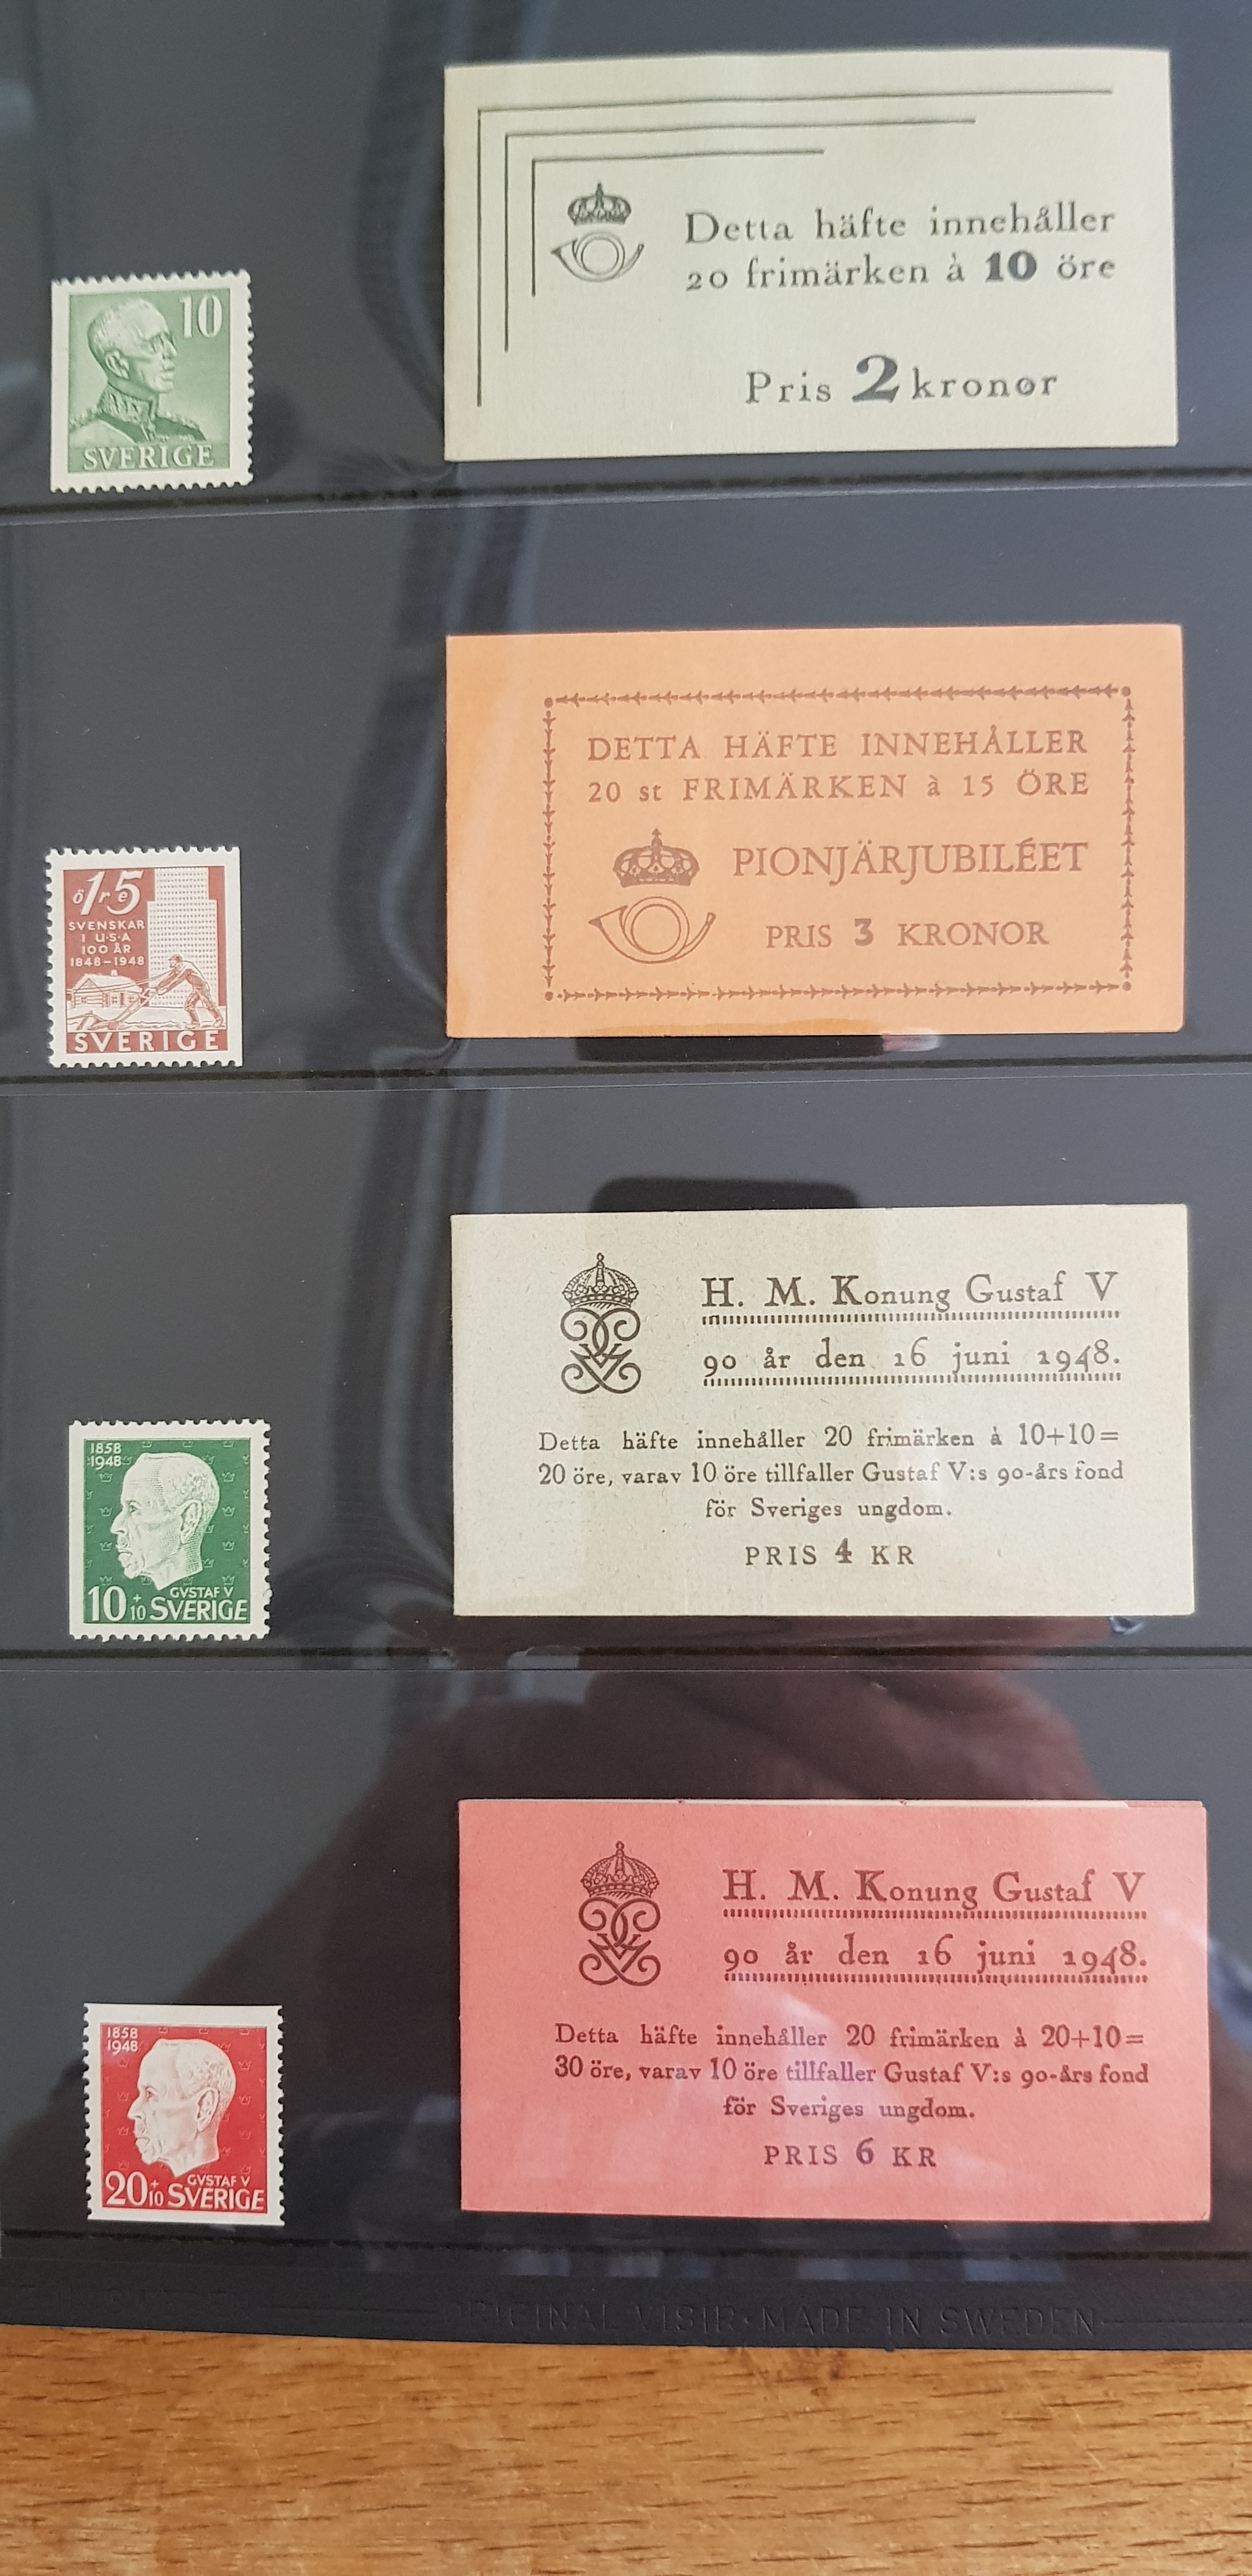 10
SVERIGE
Detta häfte innehåller
20 frimärken à 10 öre
Pris 2 kronor
öre 15
SVENSKAR
I U·S·A
100 ÅR
1848–1948
SVERIGE
DETTA HÄFTE INNEHÅLLER
20 st FRIMÄRKEN à 15 ÖRE
PIONJÄRJUBILÉET
PRIS 3 KRONOR
1858
1948
GVSTAF V
10+10 SVERIGE
H. M. Konung Gustaf V
90 år den 16 juni 1948.
Detta häfte innehåller 20 frimärken à 10+10=
20 öre, varav 10 öre tillfaller Gustaf V:s 90-års fond
för Sveriges ungdom.
PRIS 4 KR
1858
1948
GVSTAF V
20+10 SVERIGE
H. M. Konung Gustaf V
90 år den 16 juni 1948.
Detta häfte innehåller 20 frimärken à 20+10=
30 öre, varav 10 öre tillfaller Gustaf V:s 90-års fond
för Sveriges ungdom.
PRIS 6 KR
ORIGINAL VISIR·MADE IN SWEDEN